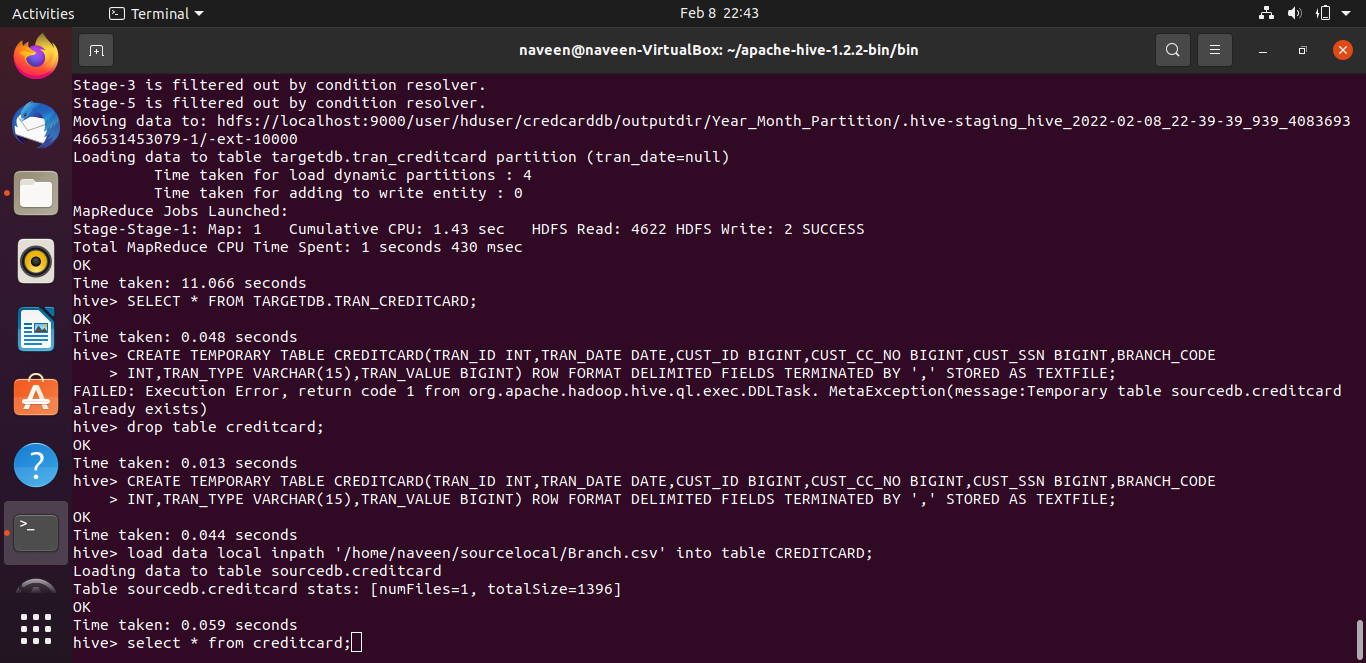 Activities
Terminal
Feb 8 22:43
naveen@naveen-VirtualBox: ~/apache-hive-1.2.2-bin/bin
Stage-3 is filtered out by condition resolver.
Stage-5 is filtered out by condition resolver.
Moving data to: hdfs://localhost:9000/user/hduser/credcarddb/outputdir/Year_Month_Partition/.hive-staging_hive_2022-02-08_22-39-39_939_4083693
466531453079-1/-ext-10000
Loading data to table targetdb.tran_creditcard partition (tran_date=null)
         Time taken for load dynamic partitions : 4
         Time taken for adding to write entity : 0
MapReduce Jobs Launched:
Stage-Stage-1: Map: 1   Cumulative CPU: 1.43 sec   HDFS Read: 4622 HDFS Write: 2 SUCCESS
Total MapReduce CPU Time Spent: 1 seconds 430 msec
OK
Time taken: 11.066 seconds
hive> SELECT * FROM TARGETDB.TRAN_CREDITCARD;
OK
Time taken: 0.048 seconds
hive> CREATE TEMPORARY TABLE CREDITCARD(TRAN_ID INT,TRAN_DATE DATE,CUST_ID BIGINT,CUST_CC_NO BIGINT,CUST_SSN BIGINT,BRANCH_CODE
    > INT,TRAN_TYPE VARCHAR(15),TRAN_VALUE BIGINT) ROW FORMAT DELIMITED FIELDS TERMINATED BY ',' STORED AS TEXTFILE;
FAILED: Execution Error, return code 1 from org.apache.hadoop.hive.ql.exec.DDLTask. MetaException(message:Temporary table sourcedb.creditcard
already exists)
hive> drop table creditcard;
OK
Time taken: 0.013 seconds
hive> CREATE TEMPORARY TABLE CREDITCARD(TRAN_ID INT,TRAN_DATE DATE,CUST_ID BIGINT,CUST_CC_NO BIGINT,CUST_SSN BIGINT,BRANCH_CODE
    > INT,TRAN_TYPE VARCHAR(15),TRAN_VALUE BIGINT) ROW FORMAT DELIMITED FIELDS TERMINATED BY ',' STORED AS TEXTFILE;
OK
Time taken: 0.044 seconds
hive> load data local inpath '/home/naveen/sourcelocal/Branch.csv' into table CREDITCARD;
Loading data to table sourcedb.creditcard
Table sourcedb.creditcard stats: [numFiles=1, totalSize=1396]
OK
Time taken: 0.059 seconds
hive> select * from creditcard;